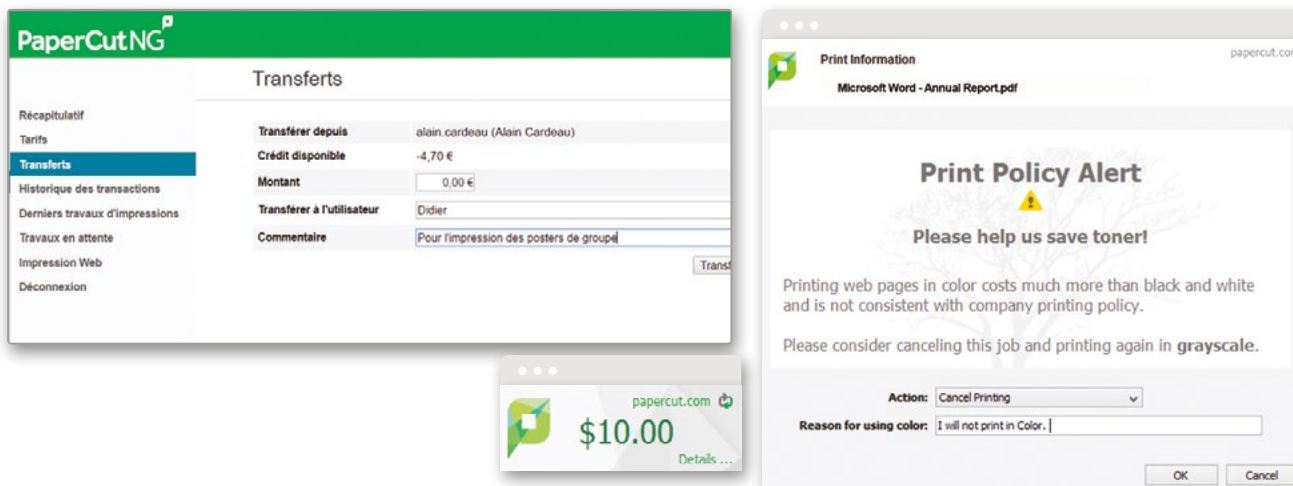 PaperCutNG
Transferts
Récapitulatif
Tarifs
Transferts
Historique des transactions
Derniers travaux d'impressions
Travaux en attente
Impression Web
Déconnexion
Transférer depuis alain.cardeau (Alain Cardeau)
Crédit disponible -4,70 €
Montant 0,00 €
Transférer à l'utilisateur Didier
Commentaire Pour l'impression des posters de groupe
Transf
papercut.com
$10.00
Details ...
papercut.com
Print Information
Microsoft Word - Annual Report.pdf
Print Policy Alert
Please help us save toner!
Printing web pages in color costs much more than black and white
and is not consistent with company printing policy.
Please consider canceling this job and printing again in grayscale.
Action: Cancel Printing
Reason for using color: I will not print in Color.
OK Cancel